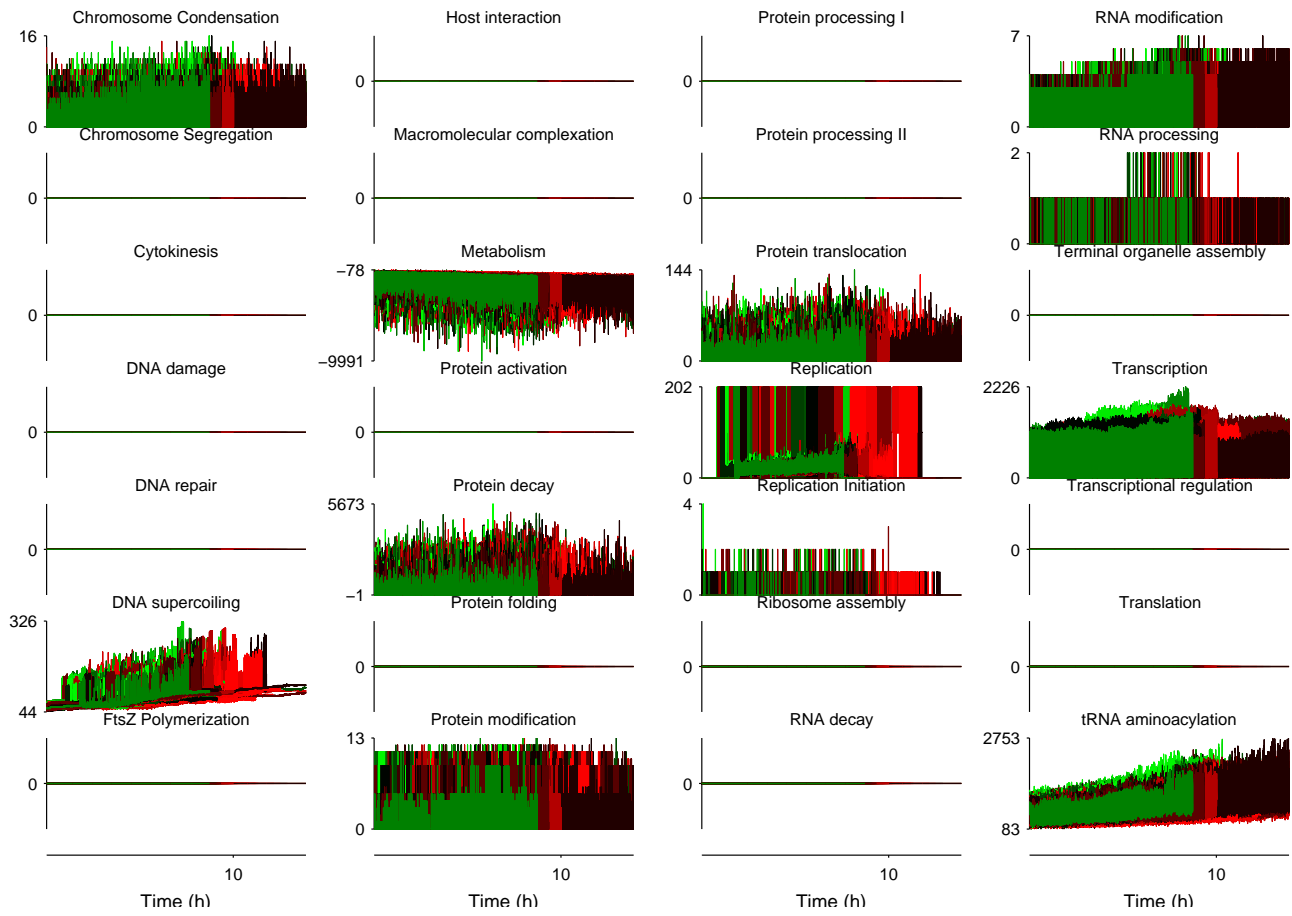 Chromosome Condensation
16
0
Chromosome Segregation
0
Cytokinesis
0
DNA damage
0
DNA repair
0
DNA supercoiling
326
44
FtsZ Polymerization
0
10
Time (h)
Host interaction
0
Macromolecular complexation
0
Metabolism
−78
−9991
Protein activation
0
Protein decay
5673
−1
Protein folding
0
Protein modification
13
0
10
Time (h)
Protein processing I
0
Protein processing II
0
Protein translocation
144
0
Replication
202
0
Replication Initiation
4
0
Ribosome assembly
0
RNA decay
0
10
Time (h)
RNA modification
7
0
RNA processing
2
0
Terminal organelle assembly
0
Transcription
2226
0
Transcriptional regulation
0
Translation
0
tRNA aminoacylation
2753
83
10
Time (h)